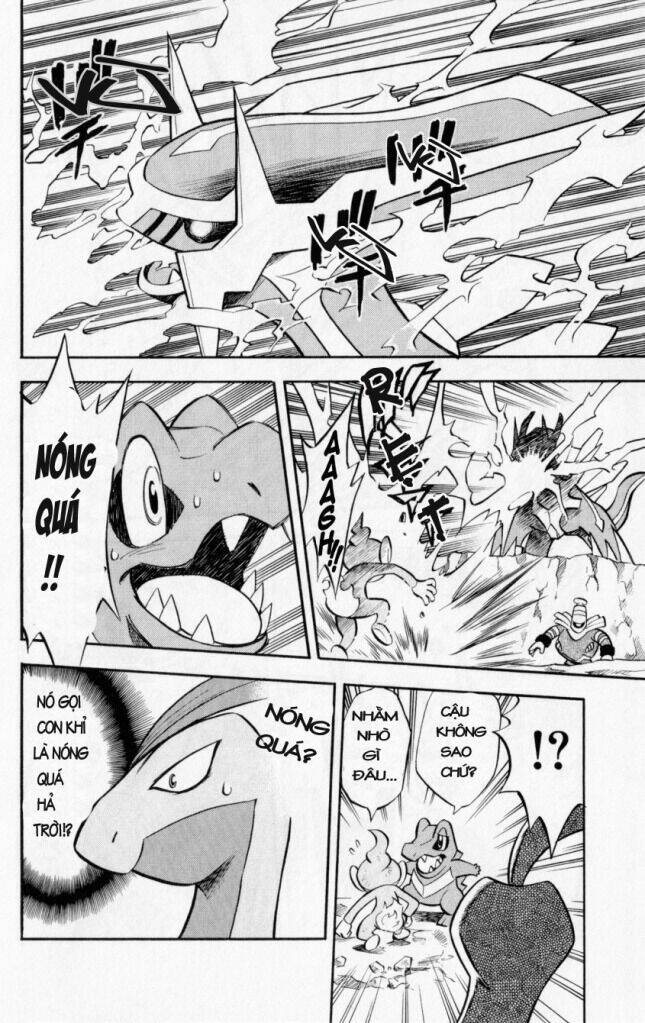 AAAGH!!
NÓNG
QUÁ
!!
!?
CẬU
KHÔNG
SAO
CHỨ?
NHẰM
NHÒ
GÌ
ĐÂU...
NÓNG
QUÁ?
NÓ GỌI
CON KHỈ
LÀ NÓNG
QUÁ
HẢ
TRỜI!?